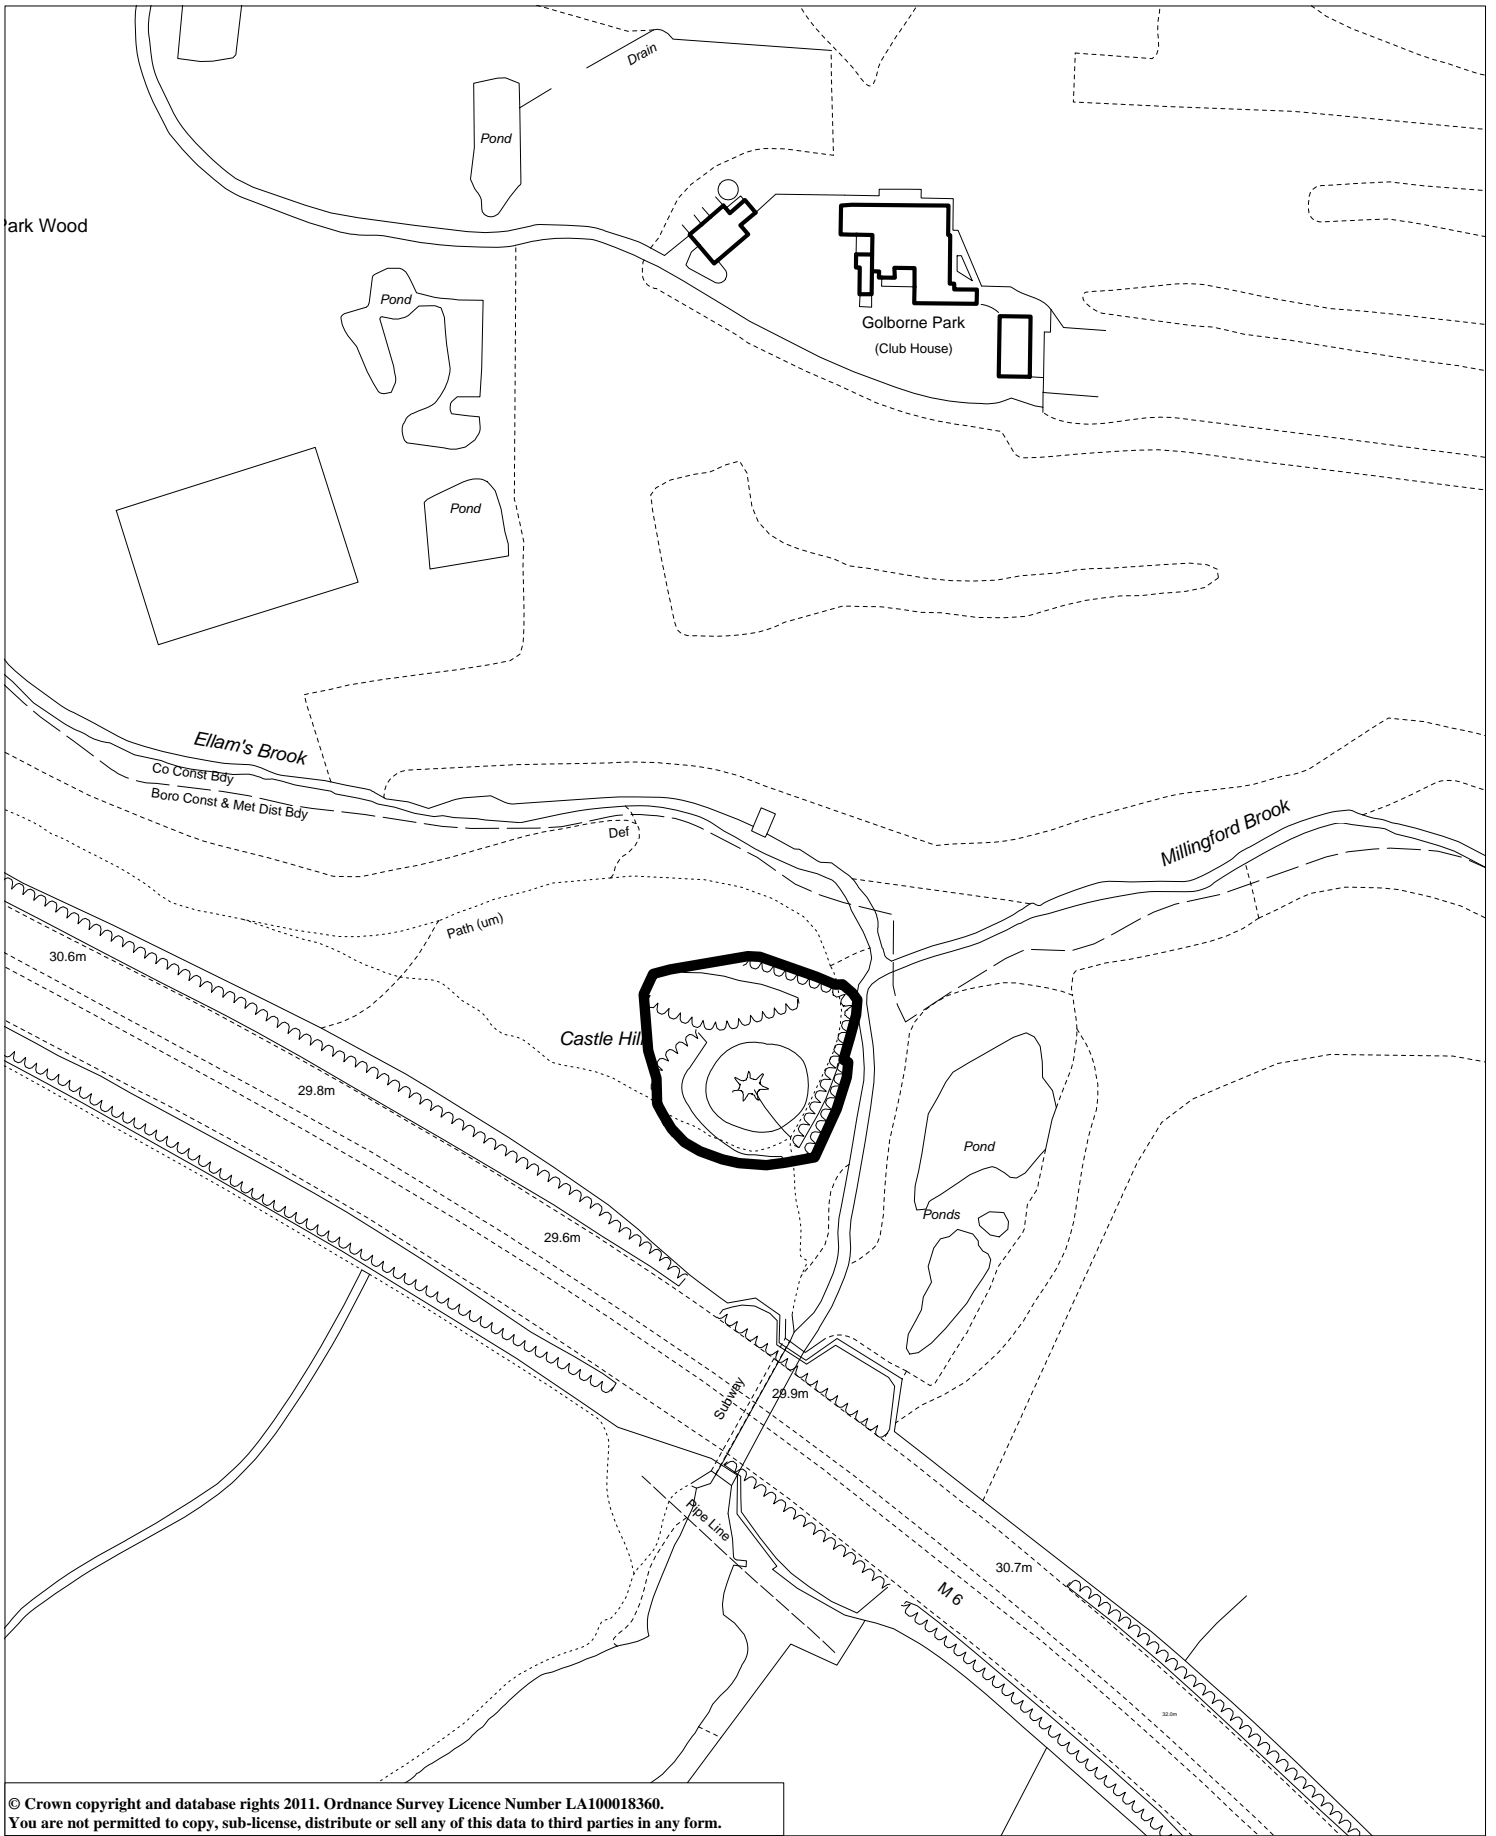 Drain
Pond
Park Wood
Pond
Golborne Park
(Club House)
Pond
Ellam's Brook
Co Const Bdy
Boro Const & Met Dist Bdy
Def
Millingford Brook
Path (um)
30.6m
Castle Hill
29.8m
Pond
Ponds
29.6m
Subway
29.9m
Pipe Line
30.7m
M 6
32.0m
© Crown copyright and database rights 2011. Ordnance Survey Licence Number LA100018360.
You are not permitted to copy, sub-license, distribute or sell any of this data to third parties in any form.